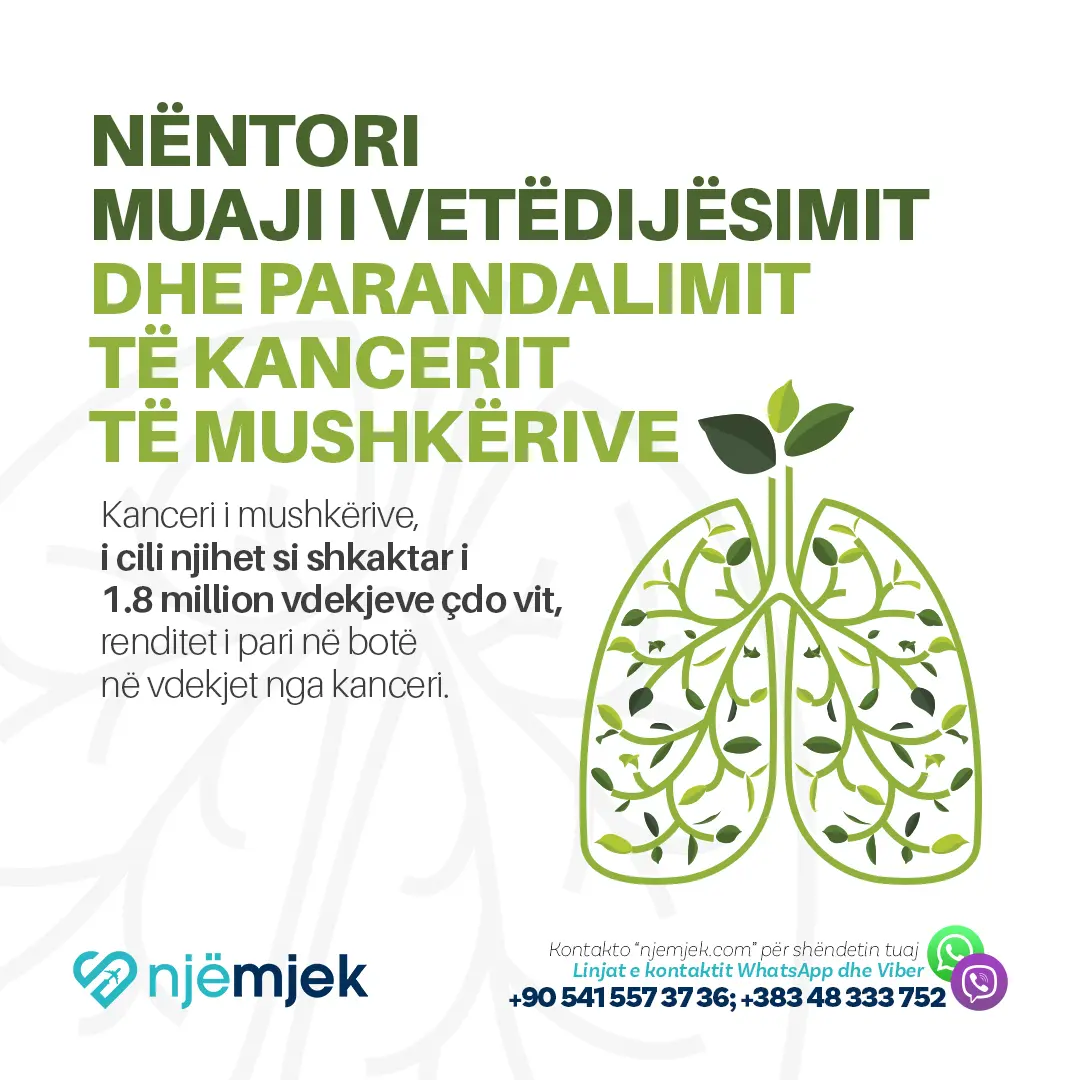 NËNTORI
MUAJI I VETËDIJËSIMIT
DHE PARANDALIMIT
TË KANCERIT
TË MUSHKËRIVE
Kanceri i mushkërive,
i cili njihet si shkaktar i
1.8 million vdekjeve çdo vit,
renditet i pari në botë
në vdekjet nga kanceri.
njëmjek
Kontakto “njemjek.com” për shëndetin tuaj
Linjat e kontaktit WhatsApp dhe Viber
+90 541 557 37 36; +383 48 333 752